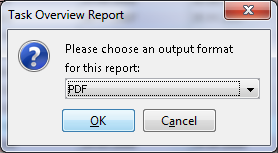 Task Overview Report
Please choose an output format
for this report:
PDF
OK Cancel